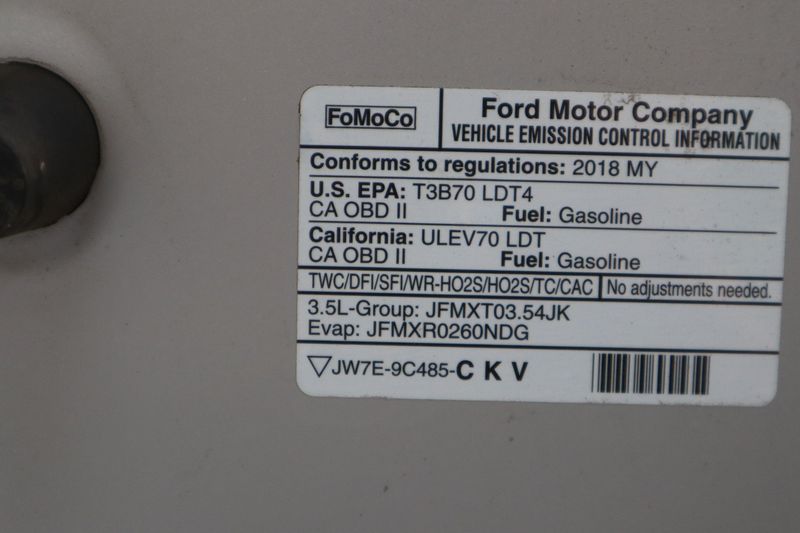 FoMoCo
Ford Motor Company
VEHICLE EMISSION CONTROL INFORMATION
Conforms to regulations: 2018 MY
U.S. EPA: T3B70 LDT4
CA OBD II Fuel: Gasoline
California: ULEV70 LDT
CA OBD II Fuel: Gasoline
TWC/DFI/SFI/WR-HO2S/HO2S/TC/CAC No adjustments needed.
3.5L-Group: JFMXT03.54JK
Evap: JFMXR0260NDG
JW7E-9C485-C K V